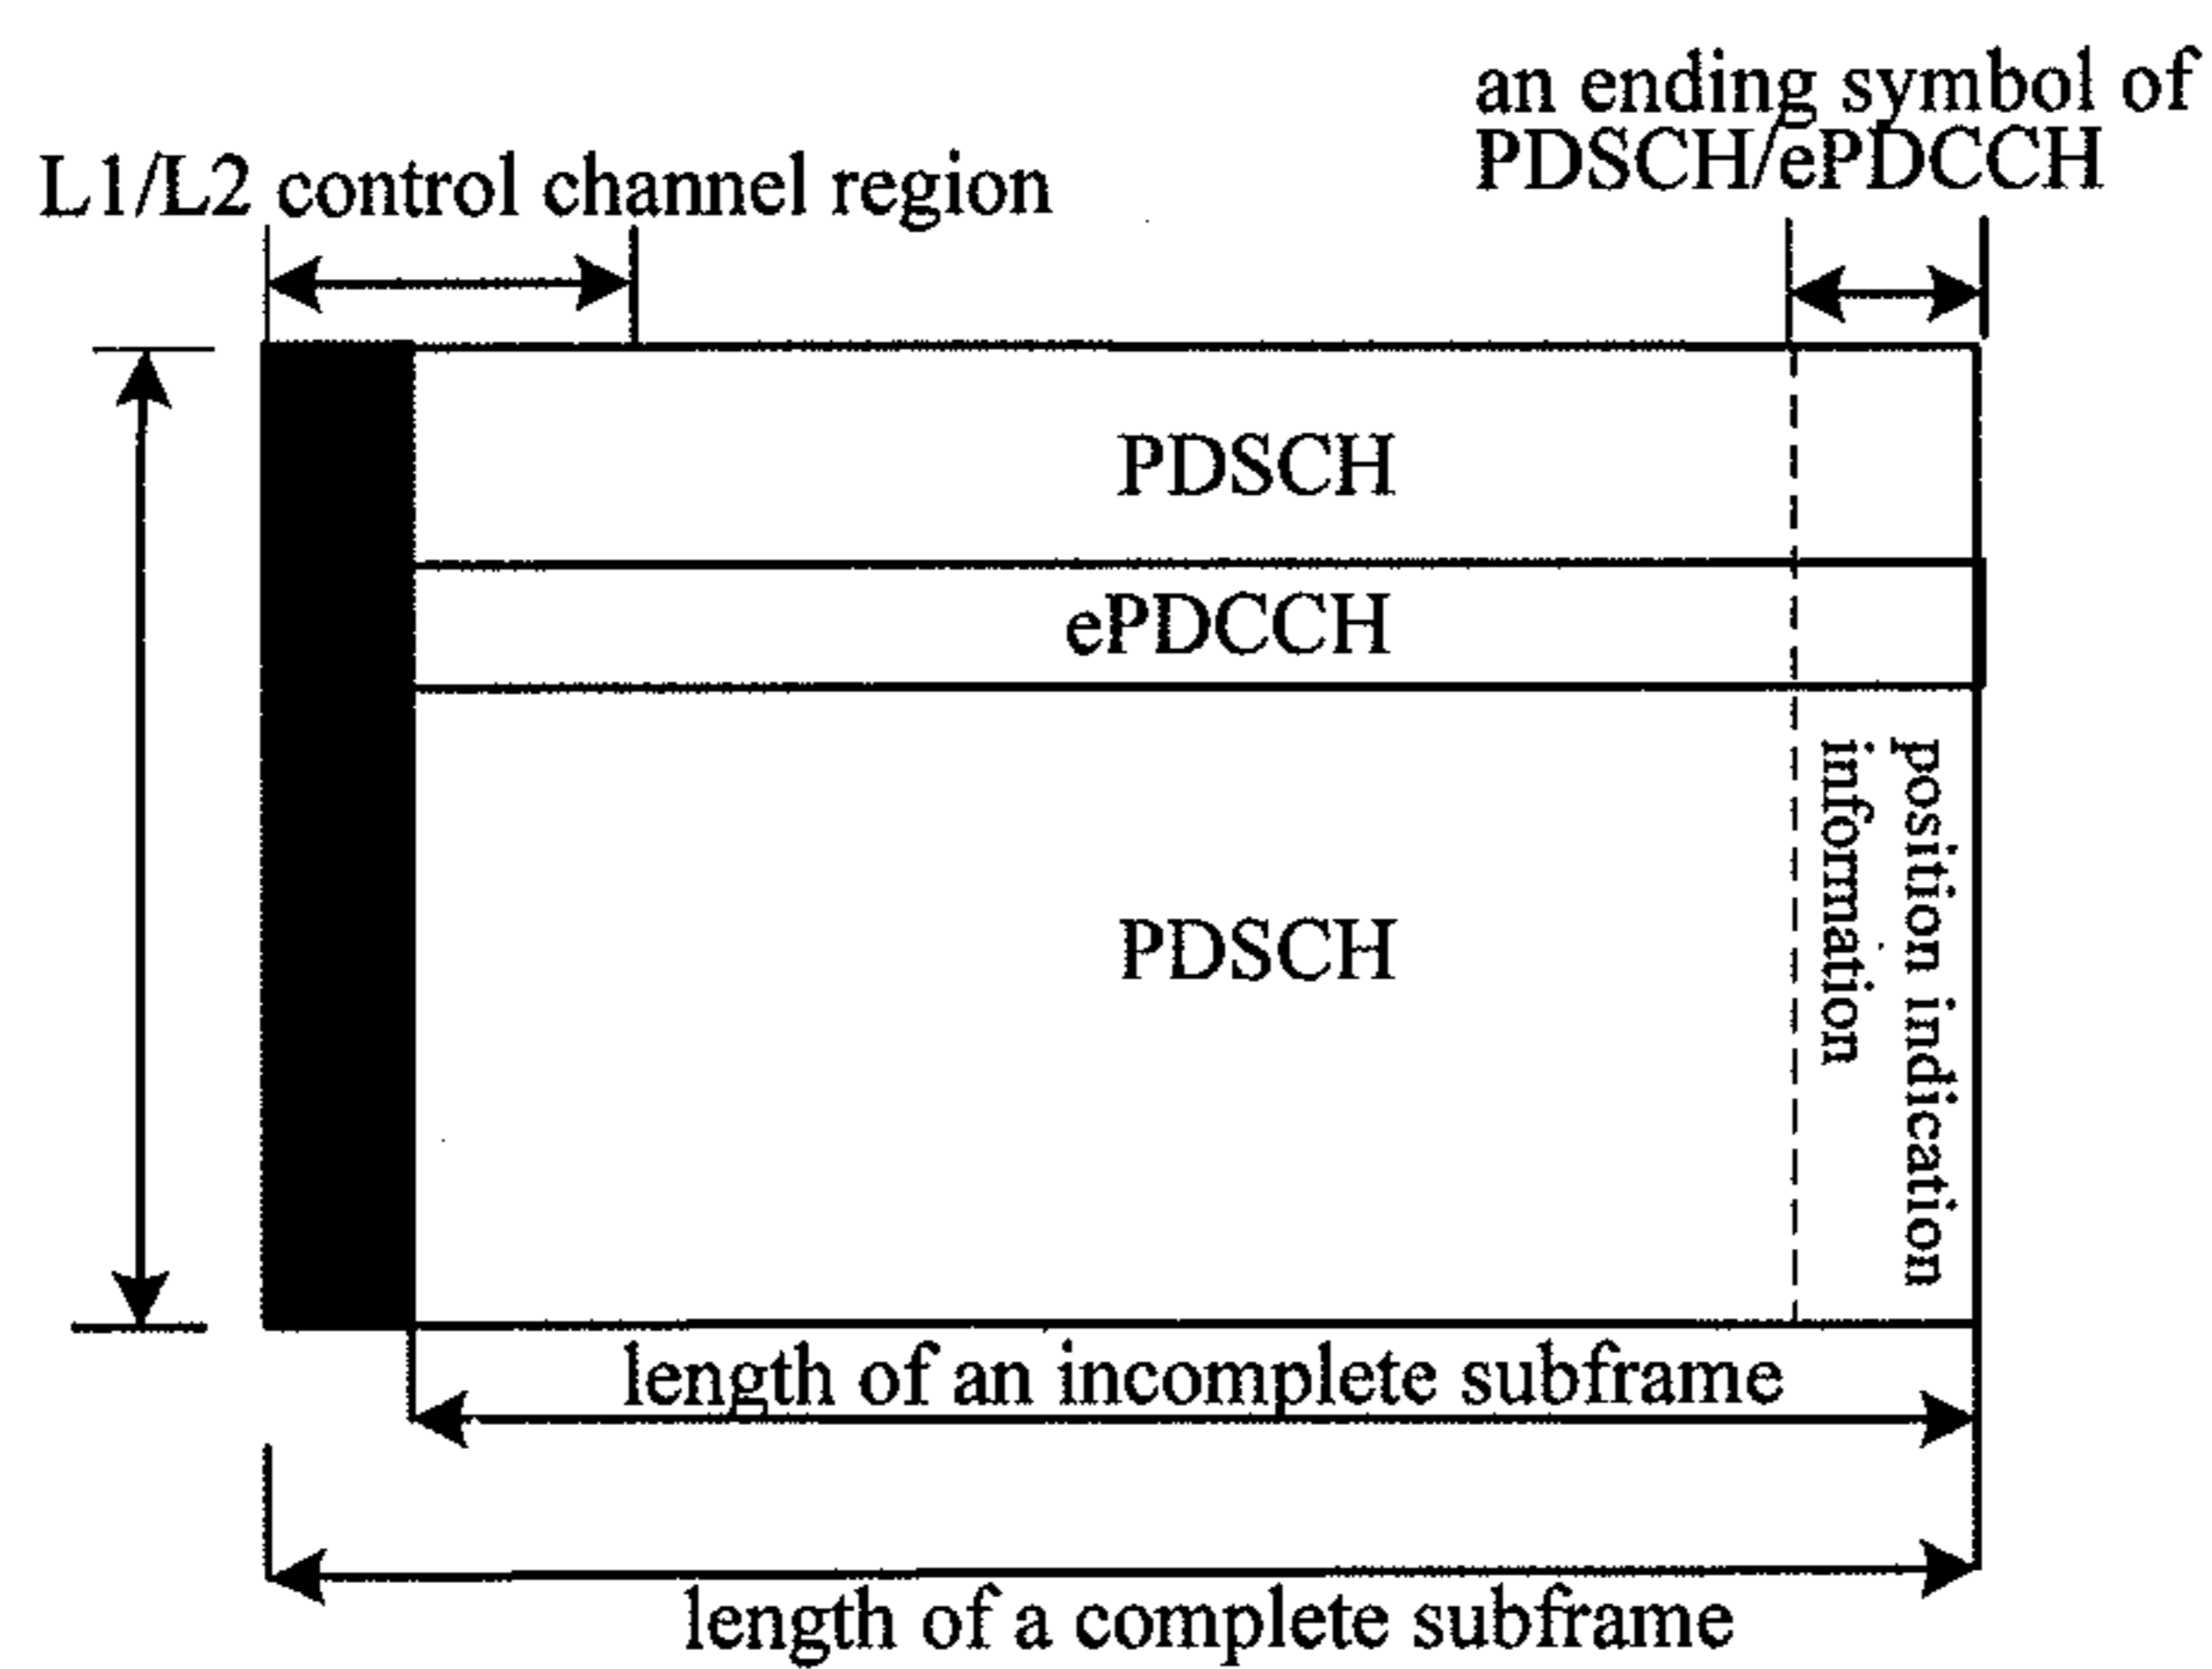 an ending symbol of
PDSCH/ePDCCH
L1/L2 control channel region
PDSCH
ePDCCH
PDSCH
position indication
information
length of an incomplete subframe
length of a complete subframe